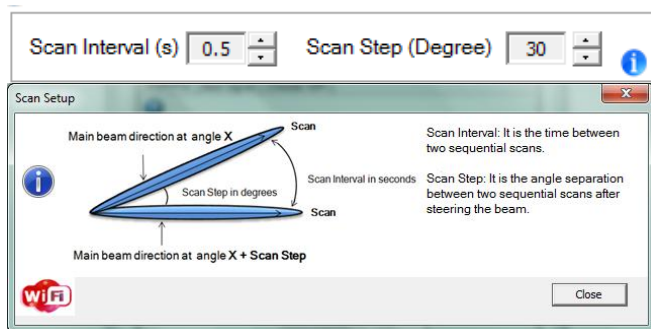 Scan Interval (s) 0.5 Scan Step (Degree) 30
Scan Setup
Main beam direction at angle X
Scan
Scan Step in degrees
Scan Interval in seconds
Scan
Main beam direction at angle X + Scan Step
Scan Interval: It is the time between
two sequential scans.
Scan Step: It is the angle separation
between two sequential scans after
steering the beam.
WiFi
Close